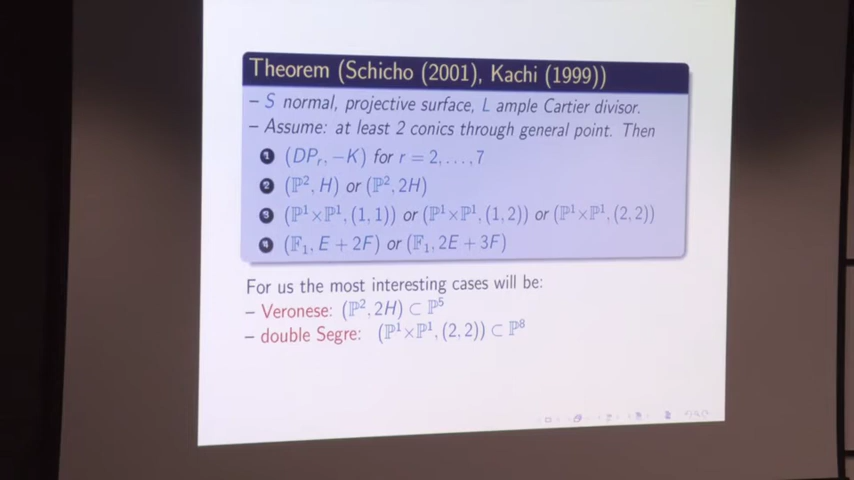 Theorem (Schicho (2001), Kachi (1999))
– S normal, projective surface, L ample Cartier divisor.
– Assume: at least 2 conics through general point. Then
1 (DPᵣ, −K) for r = 2, . . . , 7
2 (ℙ², H) or (ℙ², 2H)
3 (ℙ¹×ℙ¹, (1, 1)) or (ℙ¹×ℙ¹, (1, 2)) or (ℙ¹×ℙ¹, (2, 2))
4 (𝔽₁, E + 2F) or (𝔽₁, 2E + 3F)
For us the most interesting cases will be:
– Veronese: (ℙ², 2H) ⊂ ℙ⁵
– double Segre: (ℙ¹×ℙ¹, (2, 2)) ⊂ ℙ⁸